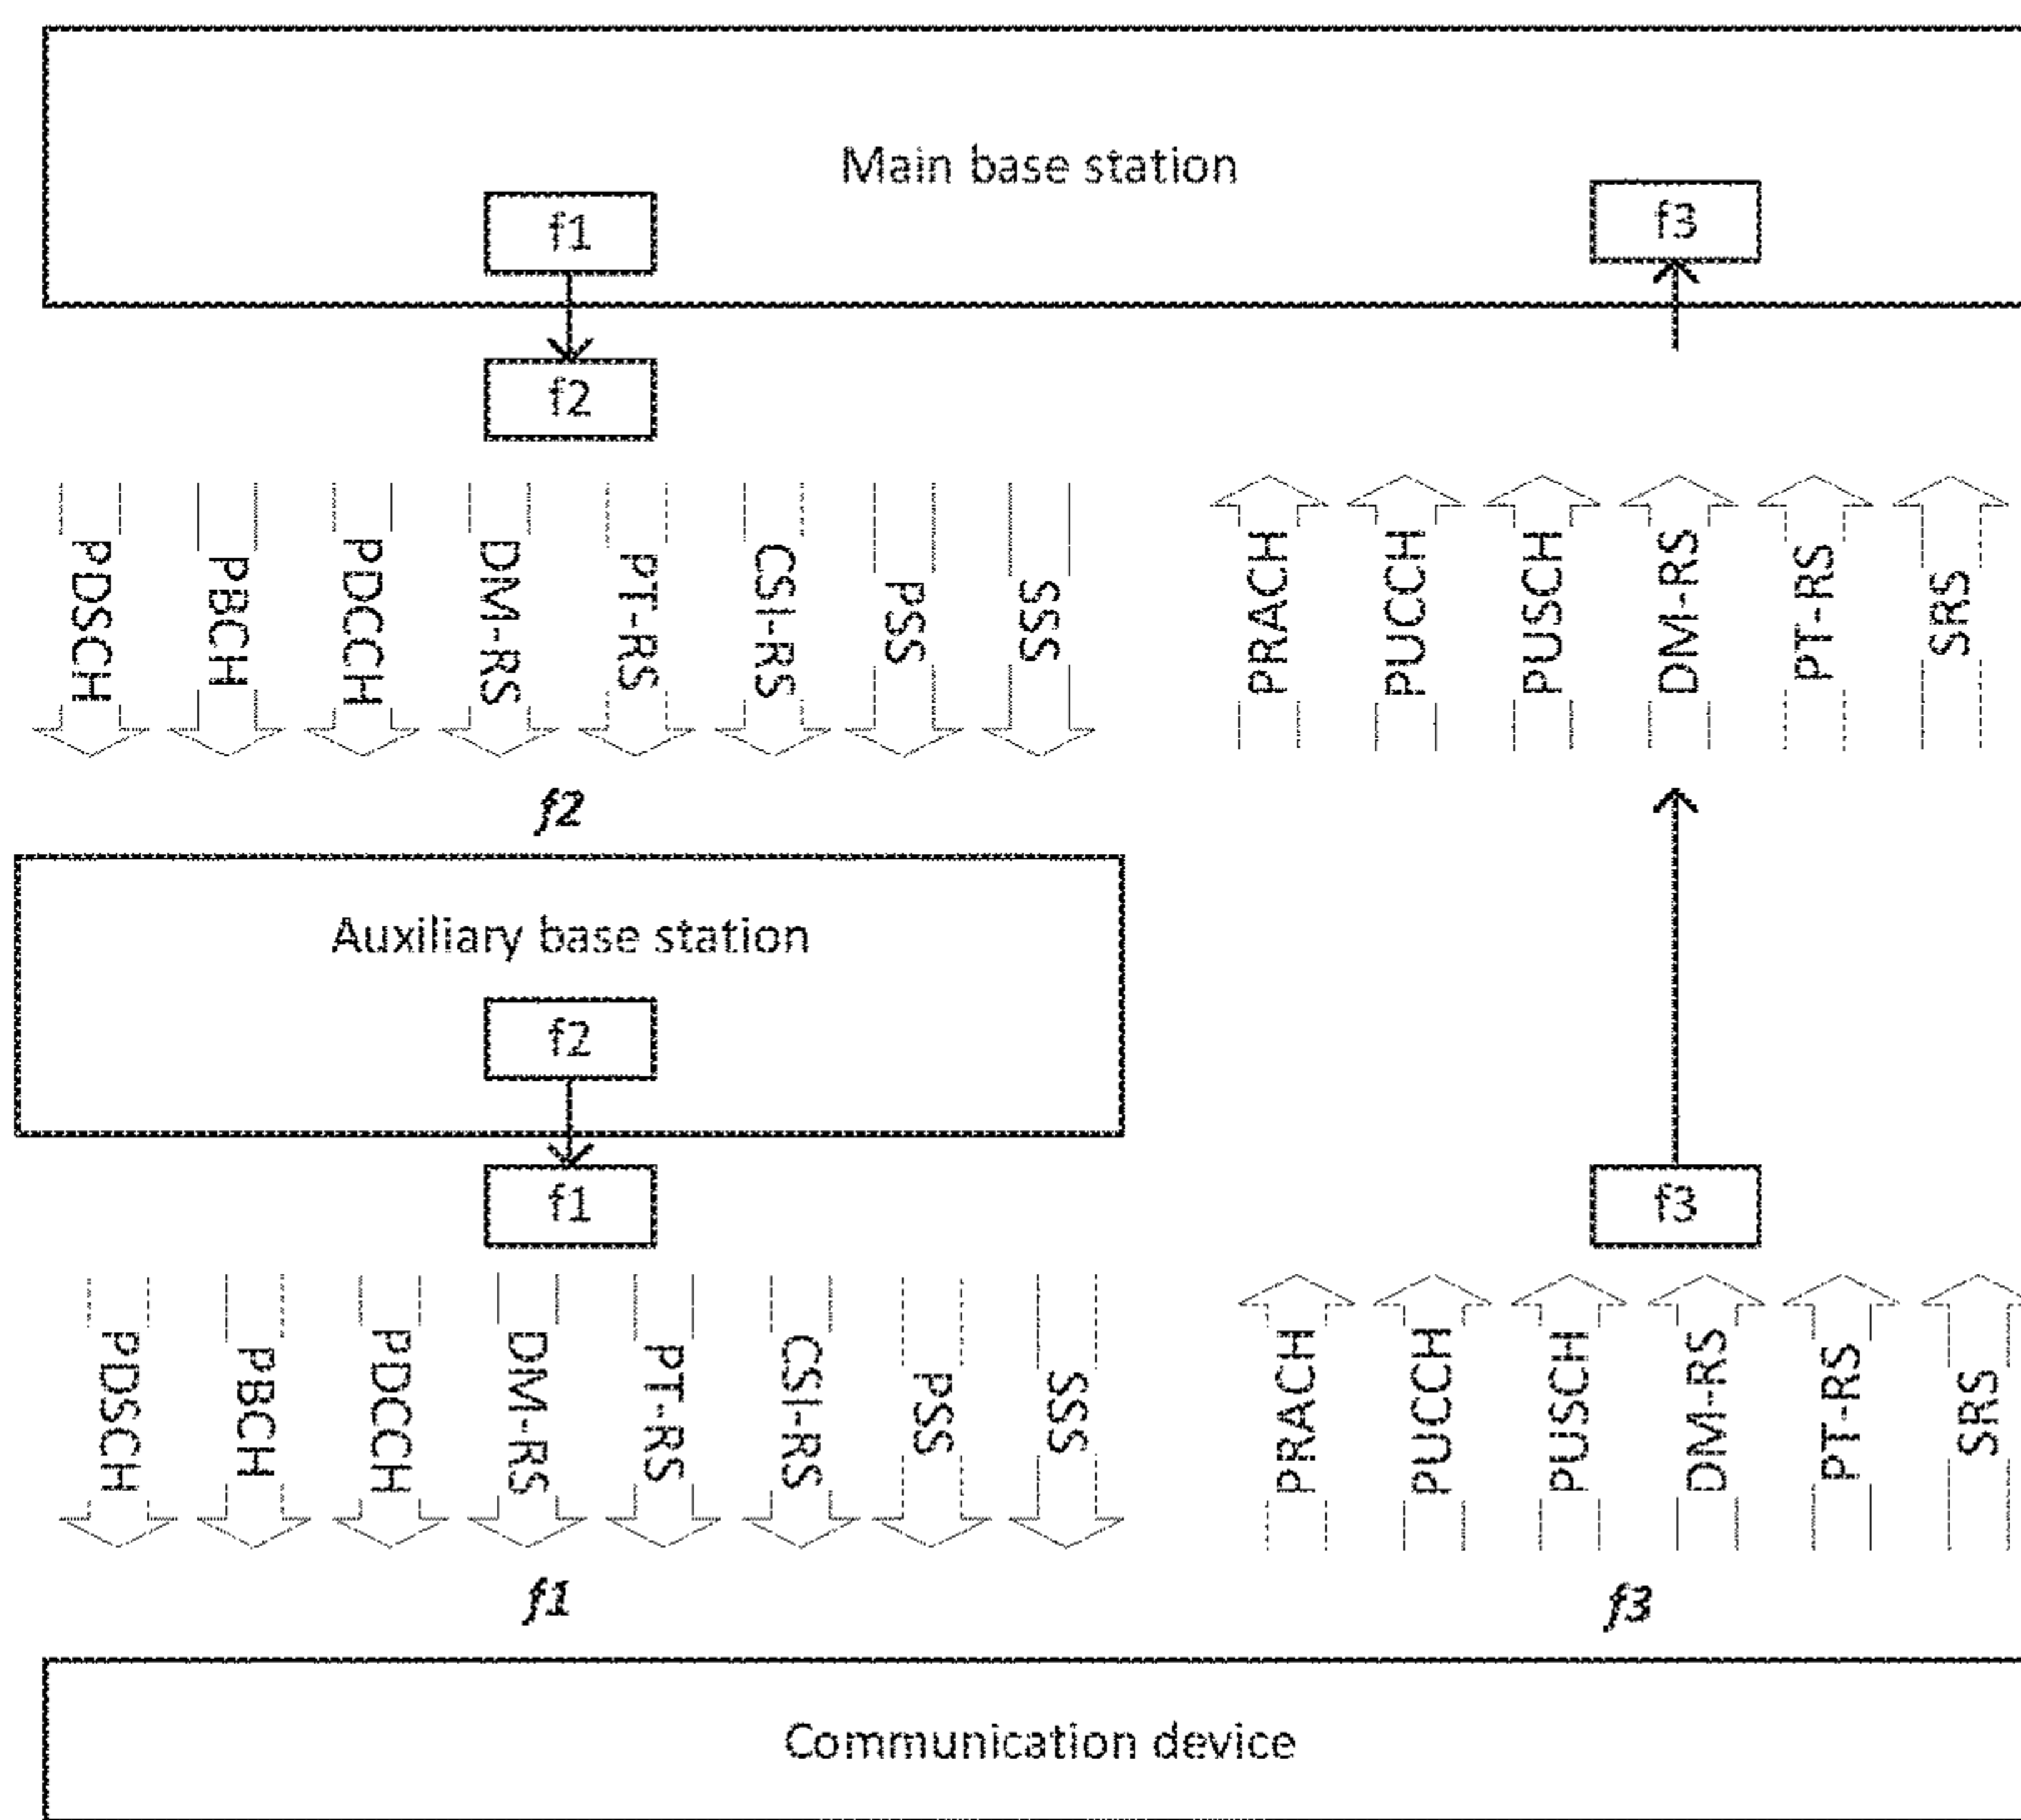 Main base station
f1
f3
f2
PDSCH
PBCH
PDCCH
DM-RS
PT-RS
CSI-RS
PSS
SSS
PRACH
PUCCH
PUSCH
DM-RS
PT-RS
SRS
f2
Auxiliary base station
f2
f1
f3
PDSCH
PBCH
PDCCH
DM-RS
PT-RS
CSI-RS
PSS
SSS
PRACH
PUCCH
PUSCH
DM-RS
PT-RS
SRS
f1
f3
Communication device